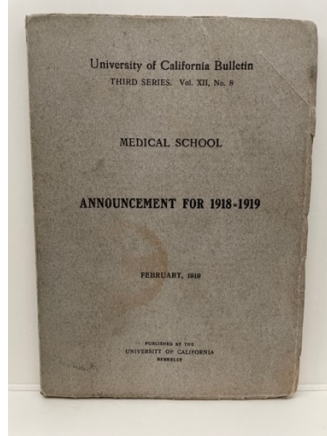 University of California Bulletin
THIRD SERIES. Vol. XII, No. 8
MEDICAL SCHOOL
ANNOUNCEMENT FOR 1918-1919
FEBRUARY, 1919
PUBLISHED BY THE
UNIVERSITY OF CALIFORNIA
BERKELEY